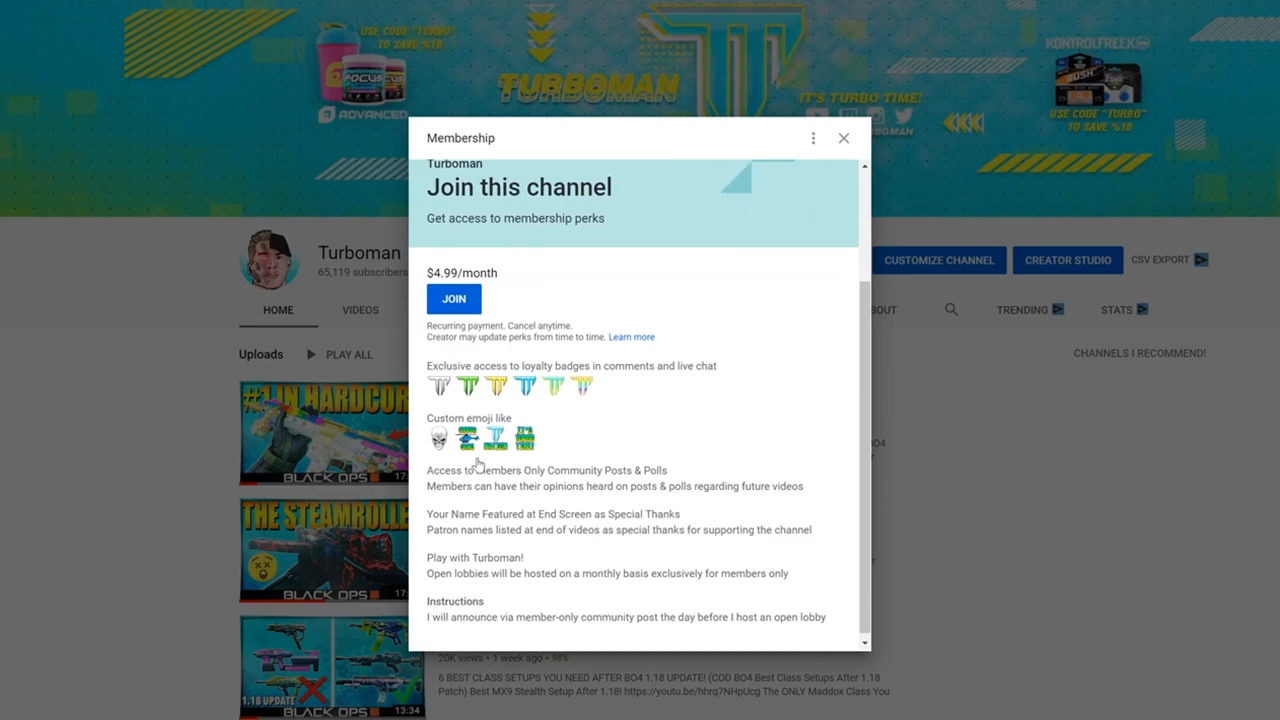 USE CODE "TURBO"
TO SAVE %10
FOCUS
ADVANCED
TURBOMAN
IT'S TURBO TIME!
KONTROLFREEK
RUSH
USE CODE "TURBO"
TO SAVE %10
Membership
Turboman
Join this channel
Get access to membership perks
$4.99/month
JOIN
Recurring payment. Cancel anytime.
Creator may update perks from time to time. Learn more
Exclusive access to loyalty badges in comments and live chat
Custom emoji like
Access to Members Only Community Posts & Polls
Members can have their opinions heard on posts & polls regarding future videos
Your Name Featured at End Screen as Special Thanks
Patron names listed at end of videos as special thanks for supporting the channel
Play with Turboman!
Open lobbies will be hosted on a monthly basis exclusively for members only
Instructions
I will announce via member-only community post the day before I host an open lobby
Turboman
65,119 subscribers
CUSTOMIZE CHANNEL
CREATOR STUDIO
CSV EXPORT
HOME
VIDEOS
BOUT
TRENDING
STATS
Uploads
PLAY ALL
CHANNELS I RECOMMEND!
#1 IN HARDCOR
BLACK OPS
17
THE STEAMROLLE
BLACK OPS
17
1.18 UPDATE
BLACK OPS
13:34
20K views • 1 week ago • 98%
6 BEST CLASS SETUPS YOU NEED AFTER BO4 1.18 UPDATE! (COD BO4 Best Class Setups After 1.18
Patch) Best MX9 Stealth Setup After 1.18! https://youtu.be/hhrq7NHpUcg The ONLY Maddox Class You